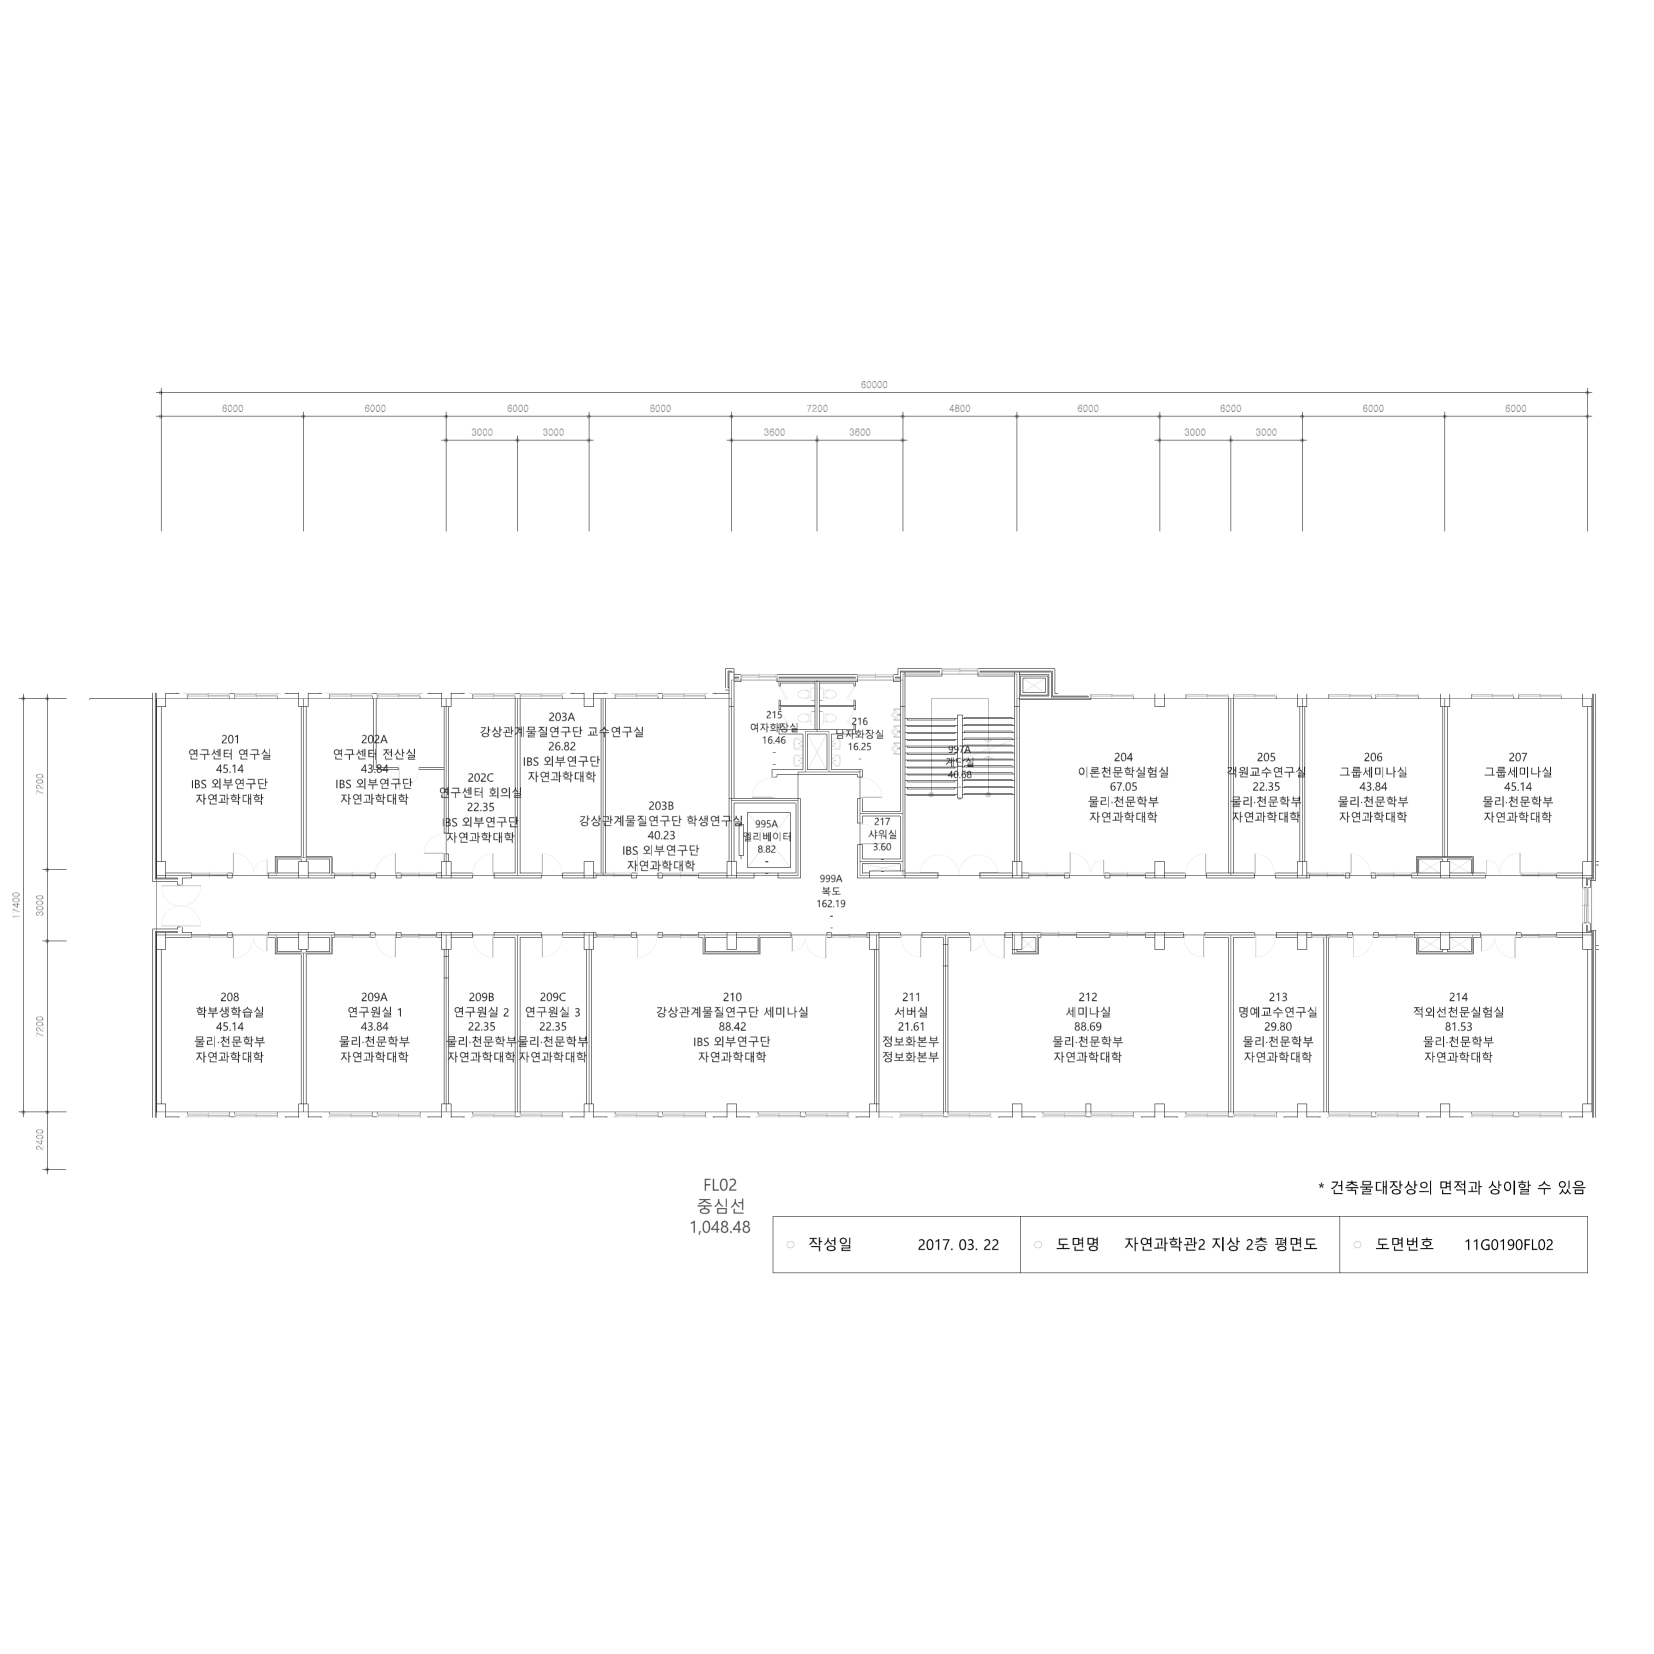 60000
6000
6000
6000
6000
7200
4800
6000
6000
6000
6000
3000
3000
3600
3600
3000
3000
17400
7200
3000
7200
2400
201
연구센터 연구실
45.14
IBS 외부연구단
자연과학대학
202A
연구센터 전산실
43.84
IBS 외부연구단
자연과학대학
202C
연구센터 회의실
22.35
IBS 외부연구단
자연과학대학
203A
강상관계물질연구단 교수연구실
26.82
IBS 외부연구단
자연과학대학
203B
강상관계물질연구단 학생연구실
40.23
IBS 외부연구단
자연과학대학
215
여자화장실
16.46
-
-
216
남자화장실
16.25
-
995A
엘리베이터
8.82
-
-
217
샤워실
3.60
997A
계단실
40.68
999A
복도
162.19
-
-
204
이론천문학실험실
67.05
물리·천문학부
자연과학대학
205
객원교수연구실
22.35
물리·천문학부
자연과학대학
206
그룹세미나실
43.84
물리·천문학부
자연과학대학
207
그룹세미나실
45.14
물리·천문학부
자연과학대학
208
학부생학습실
45.14
물리·천문학부
자연과학대학
209A
연구원실 1
43.84
물리·천문학부
자연과학대학
209B
연구원실 2
22.35
물리·천문학부
자연과학대학
209C
연구원실 3
22.35
물리·천문학부
자연과학대학
210
강상관계물질연구단 세미나실
88.42
IBS 외부연구단
자연과학대학
211
서버실
21.61
정보화본부
정보화본부
212
세미나실
88.69
물리·천문학부
자연과학대학
213
명예교수연구실
29.80
물리·천문학부
자연과학대학
214
적외선천문실험실
81.53
물리·천문학부
자연과학대학
FL02
중심선
1,048.48
* 건축물대장상의 면적과 상이할 수 있음
작성일 2017. 03. 22 도면명 자연과학관2 지상 2층 평면도 도면번호 11G0190FL02